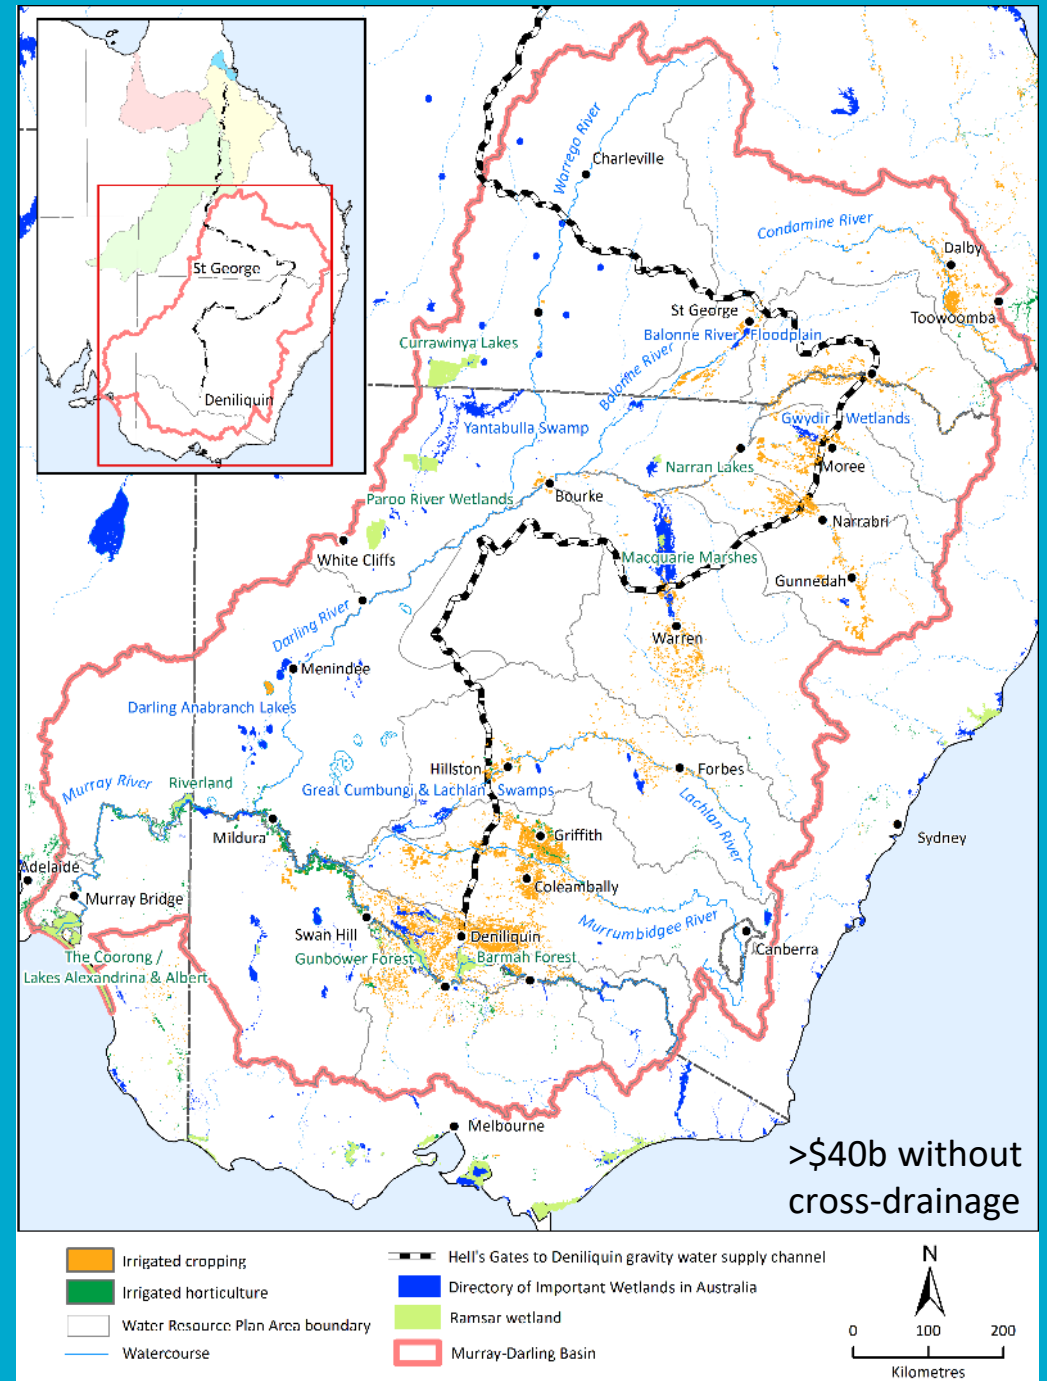 St George
Deniliquin
Warrego River
Charleville
Condamine River
Dalby
Toowoomba
St George
Balonne River Floodplain
Balonne River
Currawinya Lakes
Yantabulla Swamp
Gwydir Wetlands
Narran Lakes
Moree
Paroo River Wetlands
Bourke
Narrabri
White Cliffs
Macquarie Marshes
Gunnedah
Darling River
Warren
Menindee
Darling Anabranch Lakes
Hillston
Forbes
Murray River
Riverland
Great Cumbungi & Lachlan Swamps
Lachlan River
Mildura
Griffith
Sydney
Adelaide
Coleambally
Murray Bridge
Murrumbidgee River
Swan Hill
Deniliquin
Canberra
The Coorong /
Lakes Alexandrina & Albert
Gunbower Forest
Barmah Forest
Melbourne
>$40b without
cross-drainage
Irrigated cropping
Irrigated horticulture
Water Resource Plan Area boundary
Watercourse
Hell's Gates to Deniliquin gravity water supply channel
Directory of Important Wetlands in Australia
Ramsar wetland
Murray-Darling Basin
N
0 100 200
Kilometres